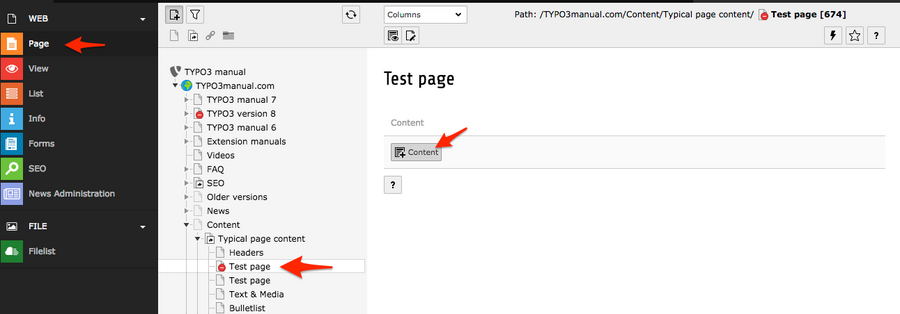 WEB
Page
View
List
Info
Forms
SEO
News Administration
FILE
Filelist
TYPO3 manual
TYPO3manual.com
TYPO3 manual 7
TYPO3 version 8
TYPO3 manual 6
Extension manuals
Videos
FAQ
SEO
Older versions
News
Content
Typical page content
Headers
Test page
Test page
Text & Media
Bulletlist
Columns
Path: /TYPO3manual.com/Content/Typical page content/ Test page [674]
?
Test page
Content
Content
?